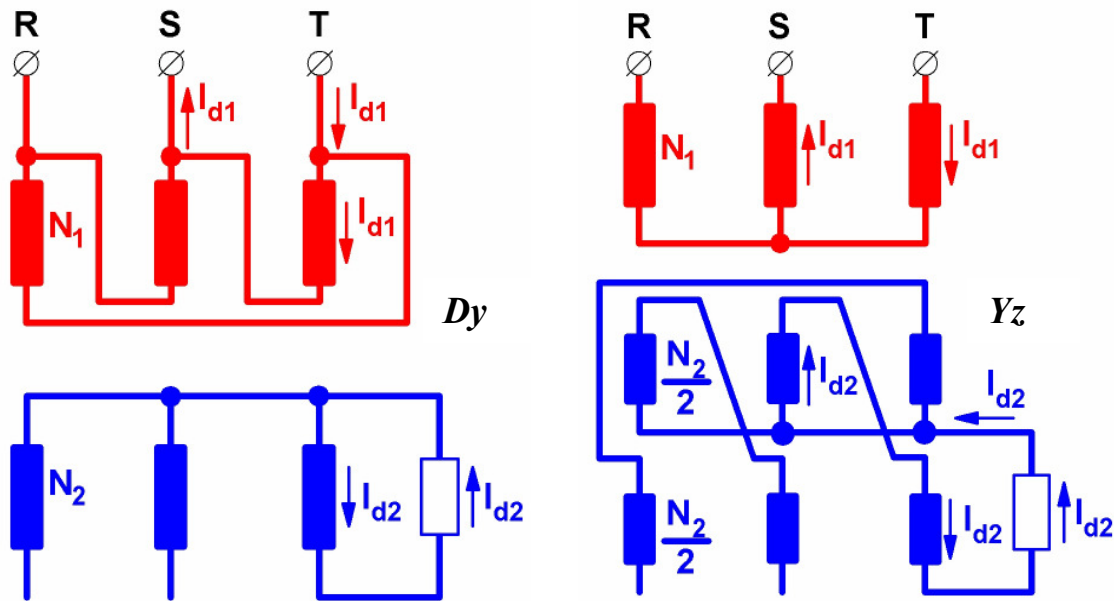 R S T
I_d1 I_d1
N_1 I_d1
Dy
N_2 I_d2 I_d2
R S T
N_1 I_d1 I_d1
Yz
N_2/2 I_d2 I_d2
N_2/2 I_d2 I_d2